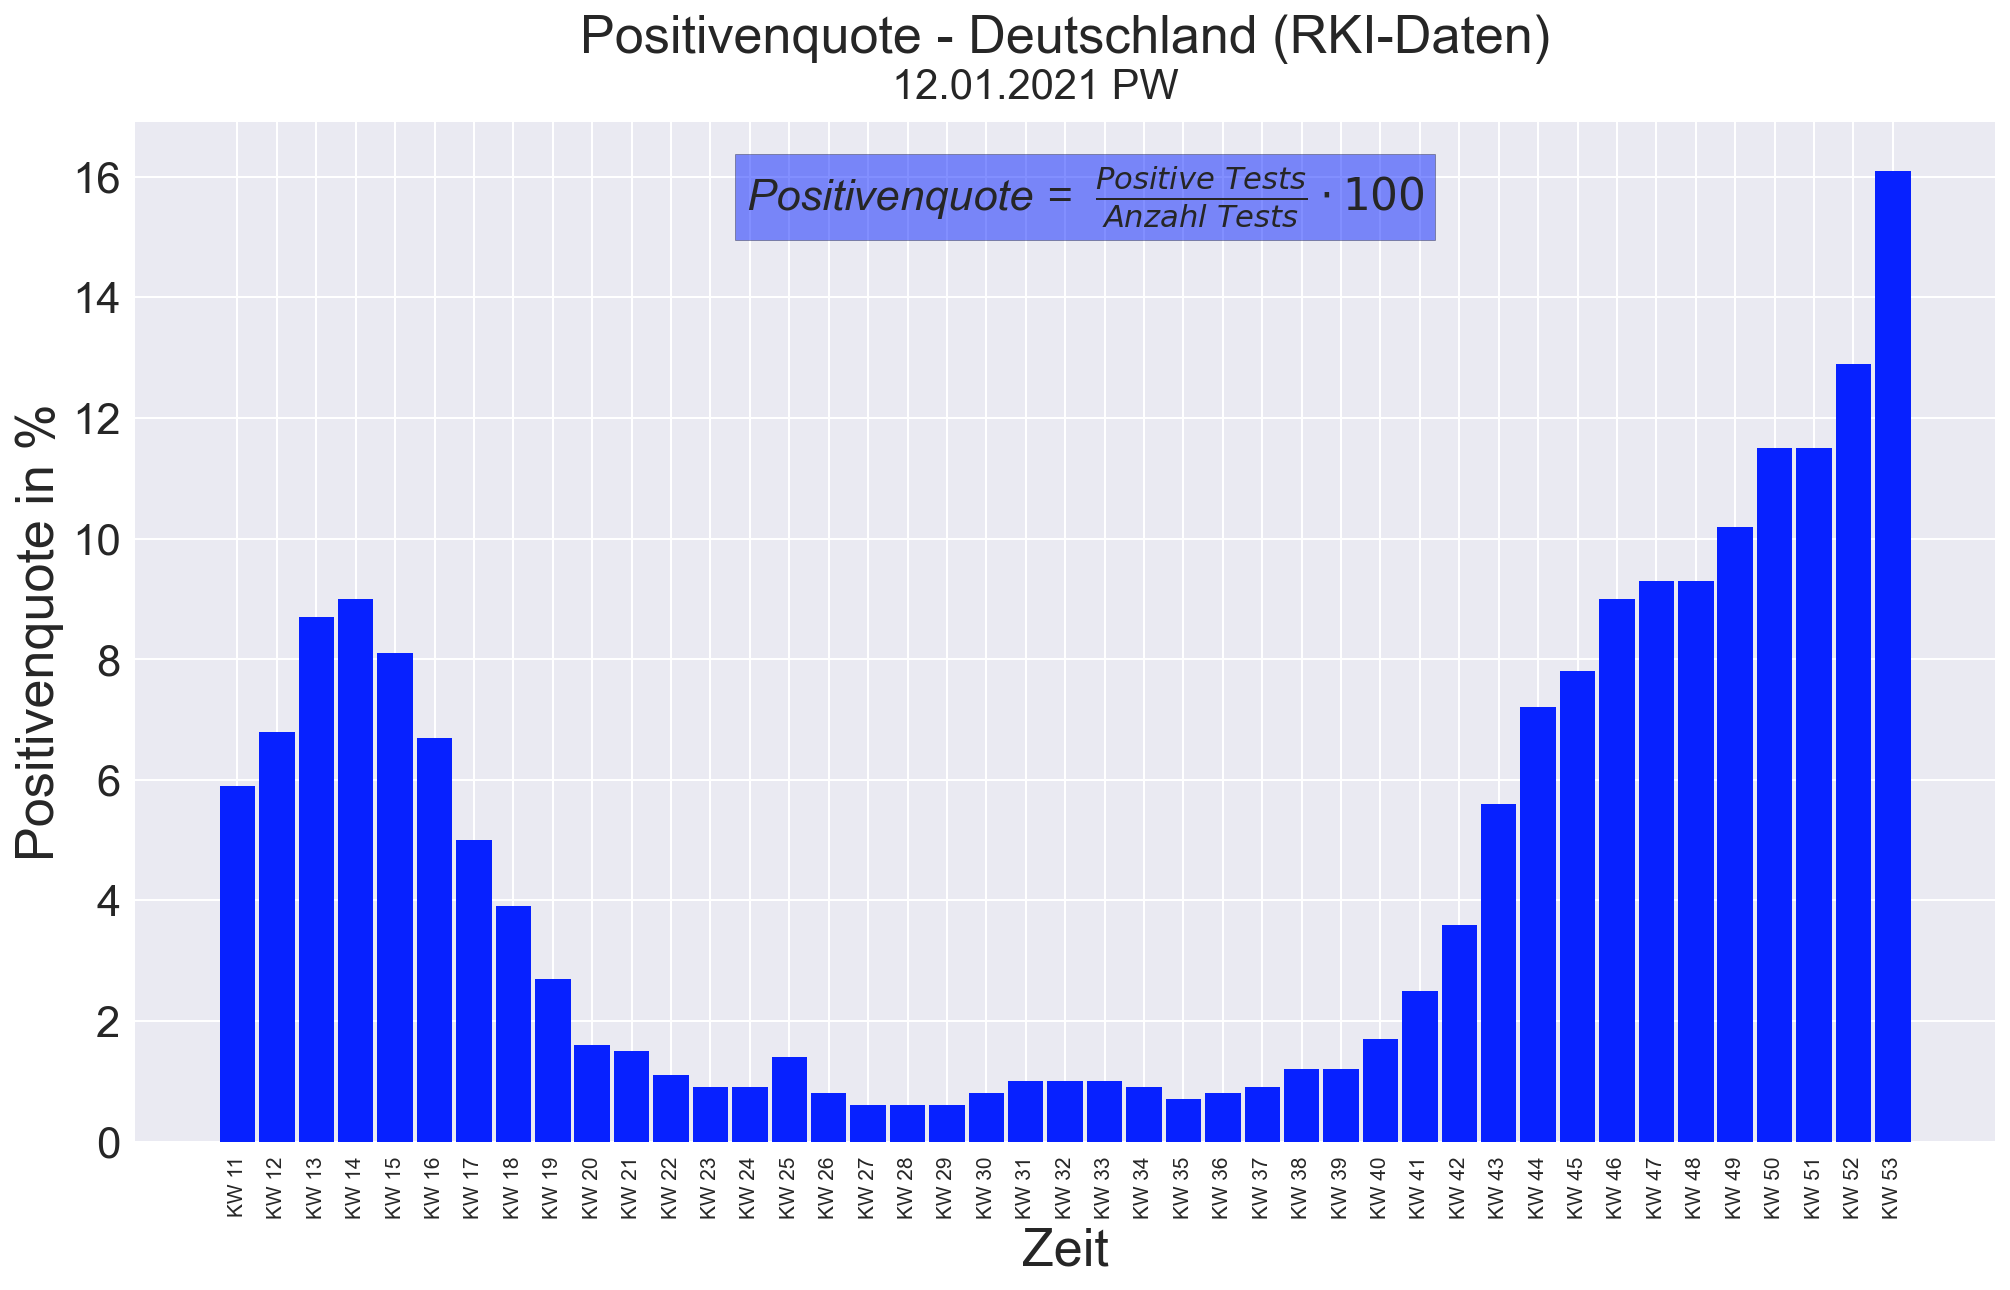 Positivenquote - Deutschland (RKI-Daten)
12.01.2021 PW
Positivenquote = Positive Tests / Anzahl Tests · 100
Positivenquote in %
16
14
12
10
8
6
4
2
0
KW 11
KW 12
KW 13
KW 14
KW 15
KW 16
KW 17
KW 18
KW 19
KW 20
KW 21
KW 22
KW 23
KW 24
KW 25
KW 26
KW 27
KW 28
KW 29
KW 30
KW 31
KW 32
KW 33
KW 34
KW 35
KW 36
KW 37
KW 38
KW 39
KW 40
KW 41
KW 42
KW 43
KW 44
KW 45
KW 46
KW 47
KW 48
KW 49
KW 50
KW 51
KW 52
KW 53
Zeit